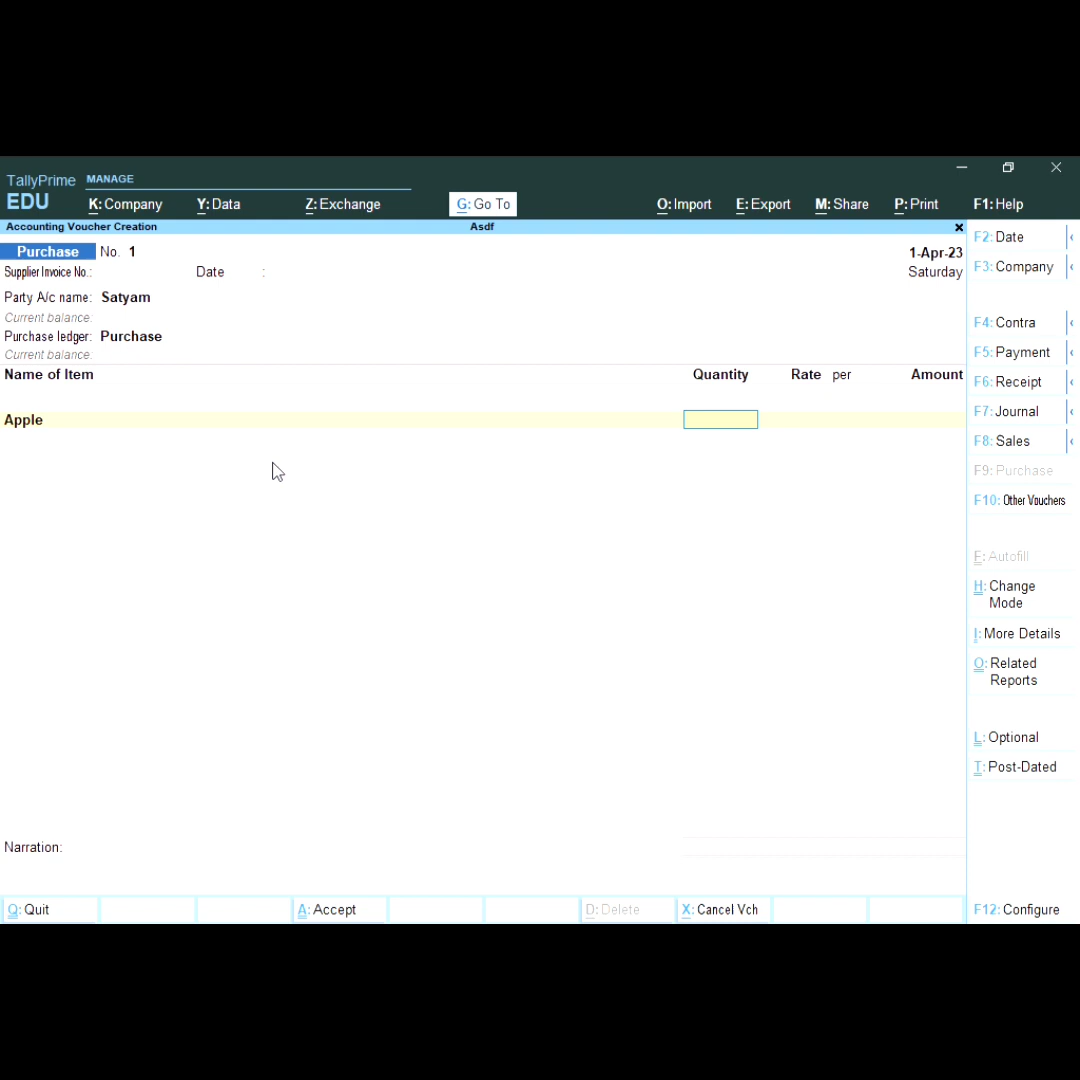 TallyPrime MANAGE
EDU K: Company Y: Data Z: Exchange G: Go To O: Import E: Export M: Share P: Print F1: Help
Accounting Voucher Creation Asdf
Purchase No. 1 1-Apr-23
Supplier Invoice No.: Date : Saturday
Party A/c name: Satyam
Current balance:
Purchase ledger: Purchase
Current balance:
Name of Item Quantity Rate per Amount
Apple
Narration:
Q: Quit A: Accept D: Delete X: Cancel Vch
F2: Date
F3: Company
F4: Contra
F5: Payment
F6: Receipt
F7: Journal
F8: Sales
F9: Purchase
F10: Other Vouchers
F: Autofill
H: Change
Mode
I: More Details
O: Related
Reports
L: Optional
T: Post-Dated
F12: Configure